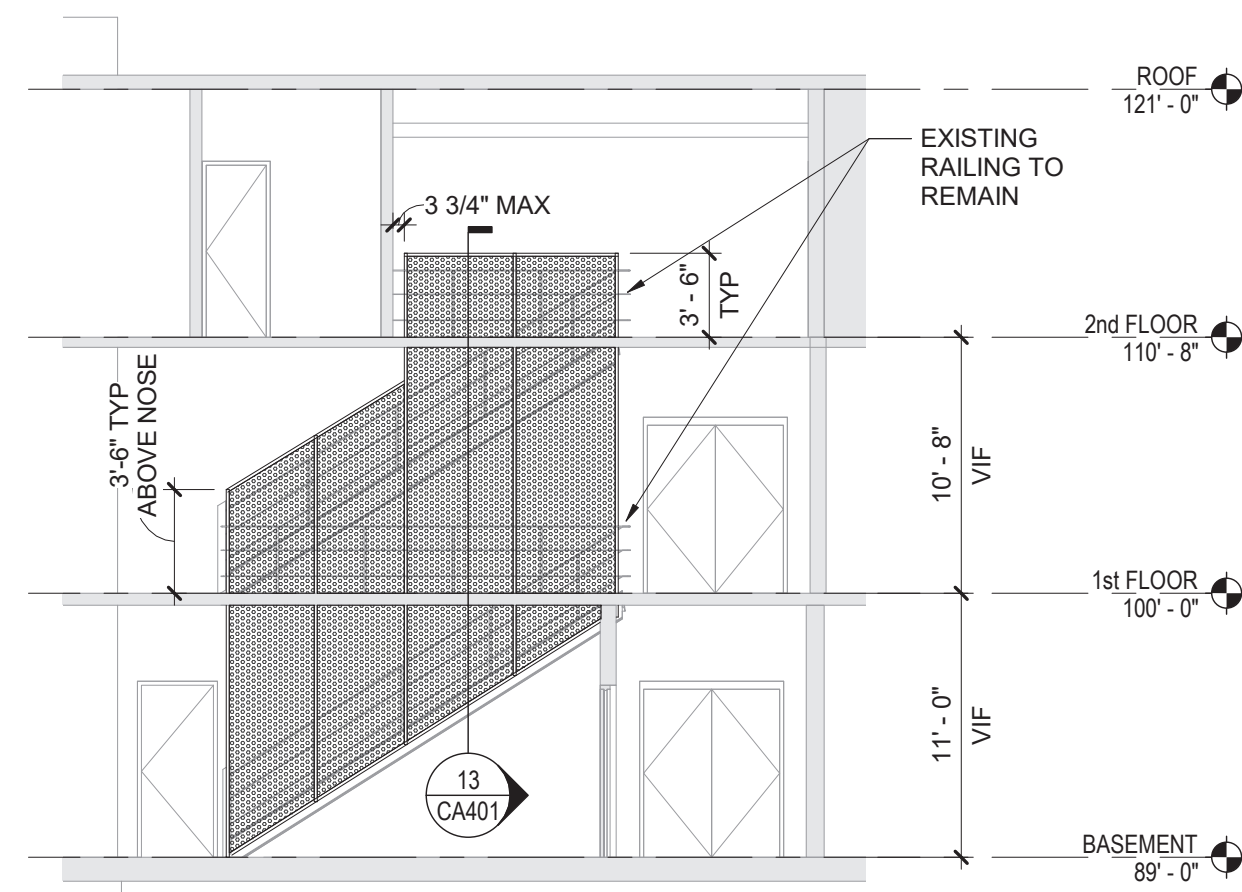 ROOF
121' - 0"
EXISTING
RAILING TO
REMAIN
3 3/4" MAX
3' - 6"
TYP
2nd FLOOR
110' - 8"
3'-6" TYP
ABOVE NOSE
10' - 8"
VIF
1st FLOOR
100' - 0"
11' - 0"
VIF
13
CA401
BASEMENT
89' - 0"